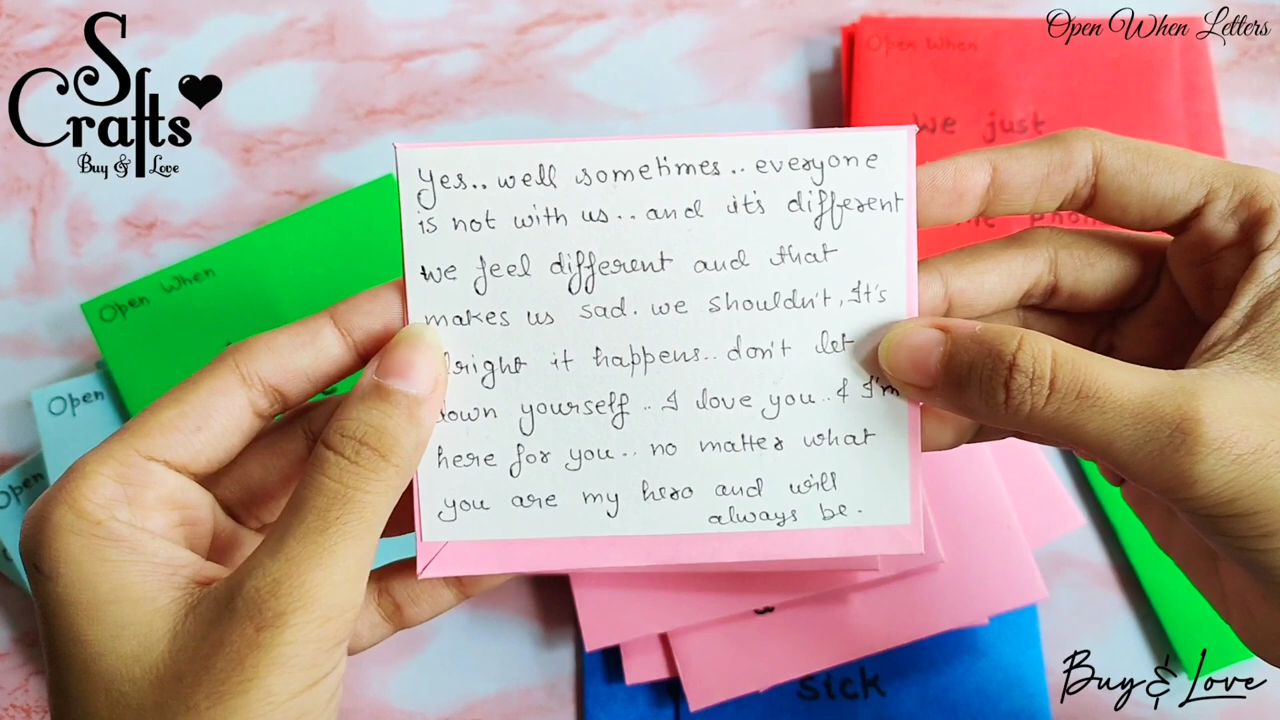 S
Crafts
Buy & Love
Open When Letters
Open When
We just
Phone
Open When
Open
Open
Yes.. well sometimes.. everyone
is not with us.. and it's different
we feel different and that
makes us sad. we shouldn't, It's
lright it happens.. don't let
down yourself.. I love you.. & I'm
here for you.. no matter what
you are my hero and will
always be.
Sick
Buy & Love